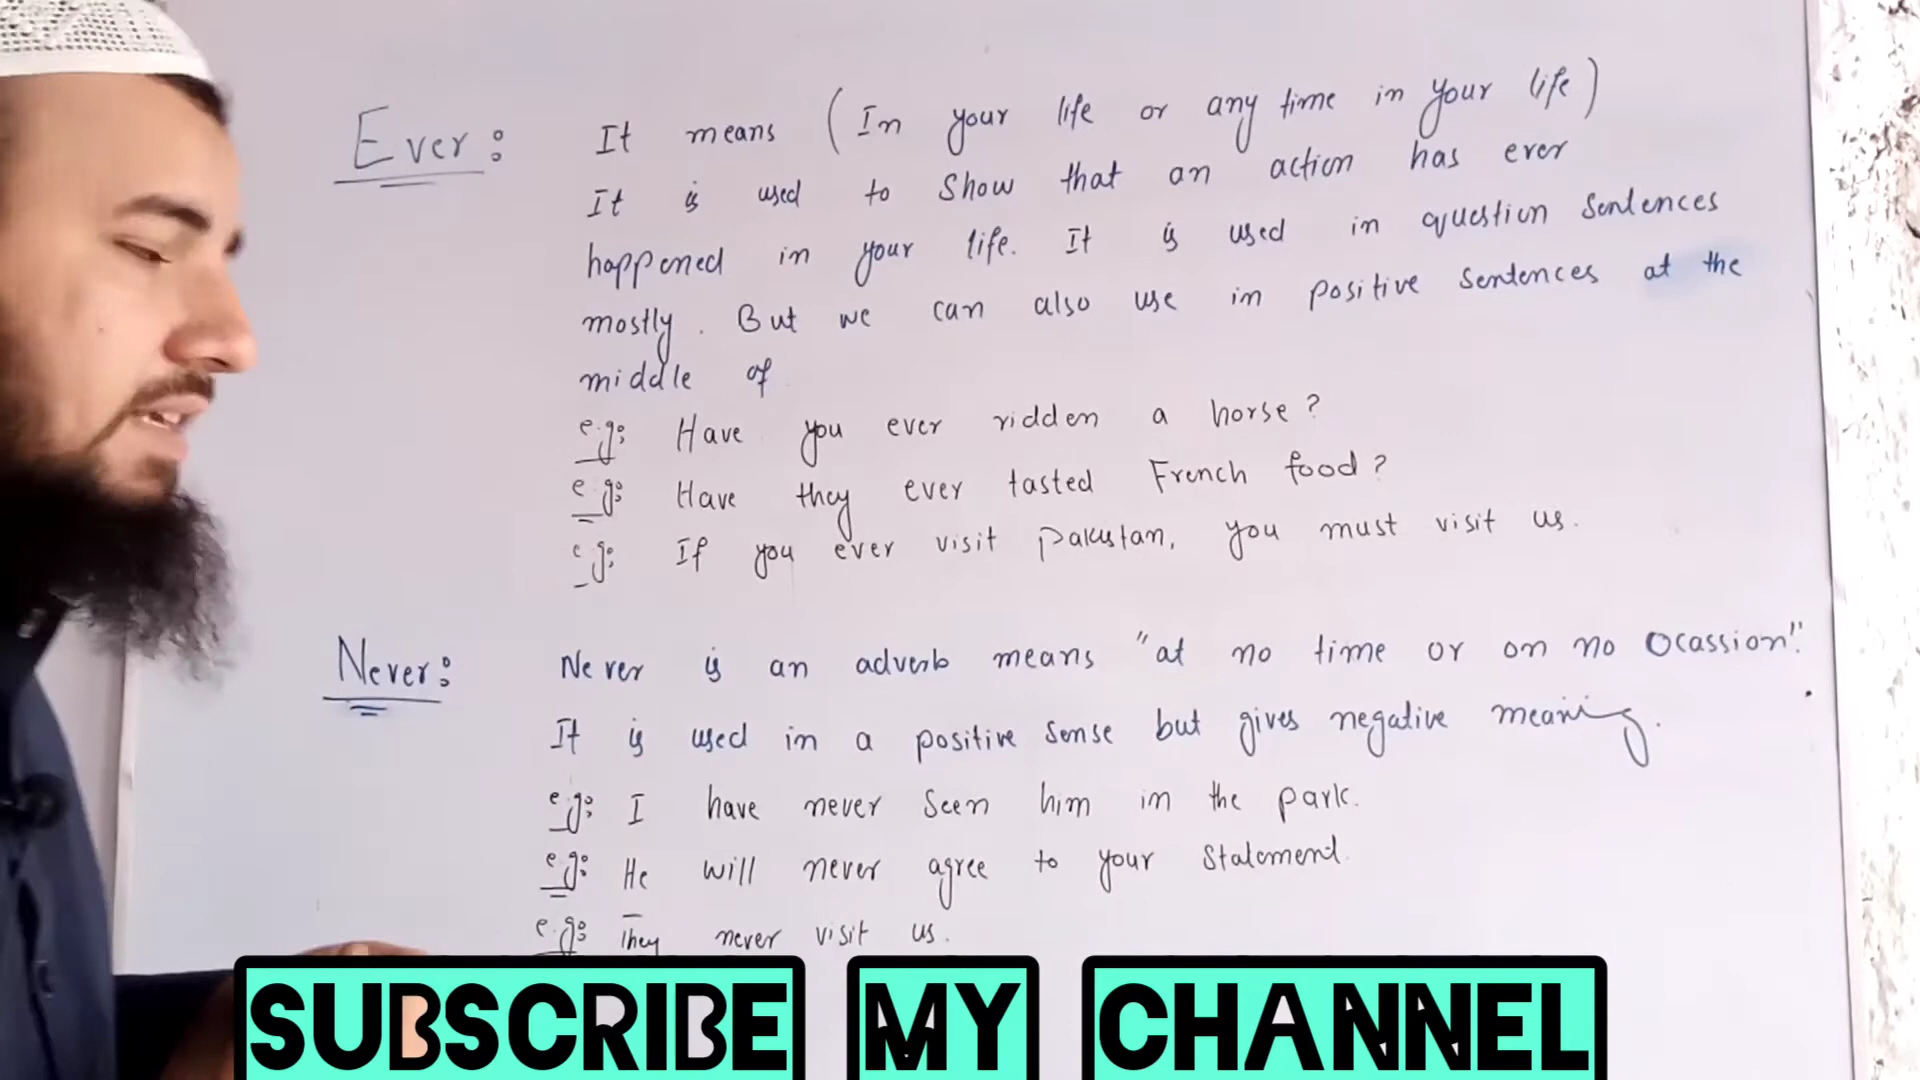 Ever: It means (In your life or any time in your life)
It is used to show that an action has ever
happened in your life. It is used in question sentences
mostly. But we can also use in positive sentences at the
middle of
e.g: Have you ever ridden a horse?
e.g: Have they ever tasted French food?
e.g: If you ever visit Pakistan, you must visit us.
Never: Never is an adverb means "at no time or on no ocassion".
It is used in a positive sense but gives negative meaning.
e.g: I have never seen him in the park.
e.g: He will never agree to your statement.
e.g: They never visit us.
SUBSCRIBE MY CHANNEL